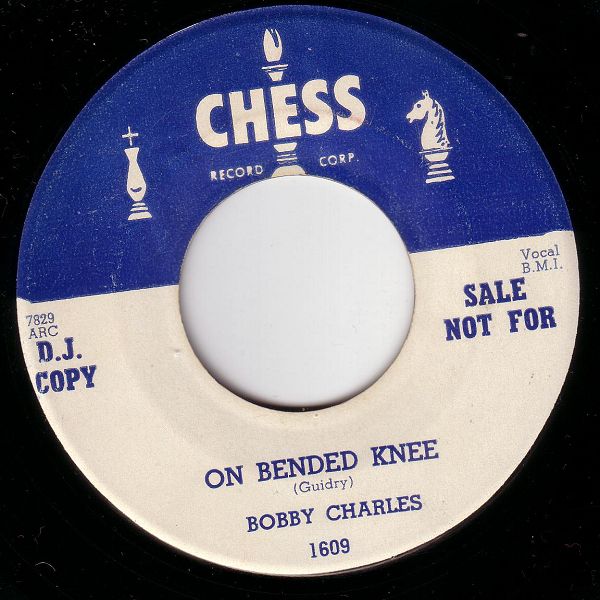 CHESS
RECORD CORP.
Vocal
B.M.I.
SALE
NOT FOR
7829
ARC
D.J.
COPY
ON BENDED KNEE
(Guidry)
BOBBY CHARLES
1609